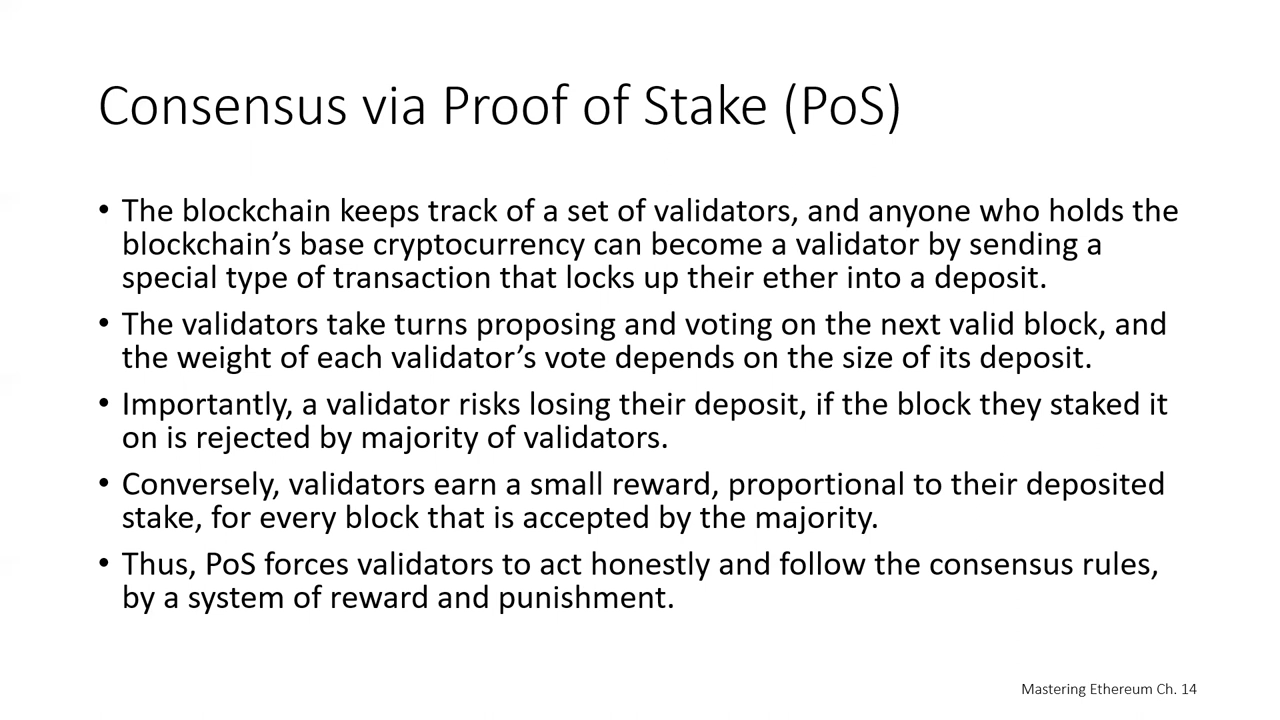 Consensus via Proof of Stake (PoS)
• The blockchain keeps track of a set of validators, and anyone who holds the
blockchain’s base cryptocurrency can become a validator by sending a
special type of transaction that locks up their ether into a deposit.
• The validators take turns proposing and voting on the next valid block, and
the weight of each validator’s vote depends on the size of its deposit.
• Importantly, a validator risks losing their deposit, if the block they staked it
on is rejected by majority of validators.
• Conversely, validators earn a small reward, proportional to their deposited
stake, for every block that is accepted by the majority.
• Thus, PoS forces validators to act honestly and follow the consensus rules,
by a system of reward and punishment.
Mastering Ethereum Ch. 14